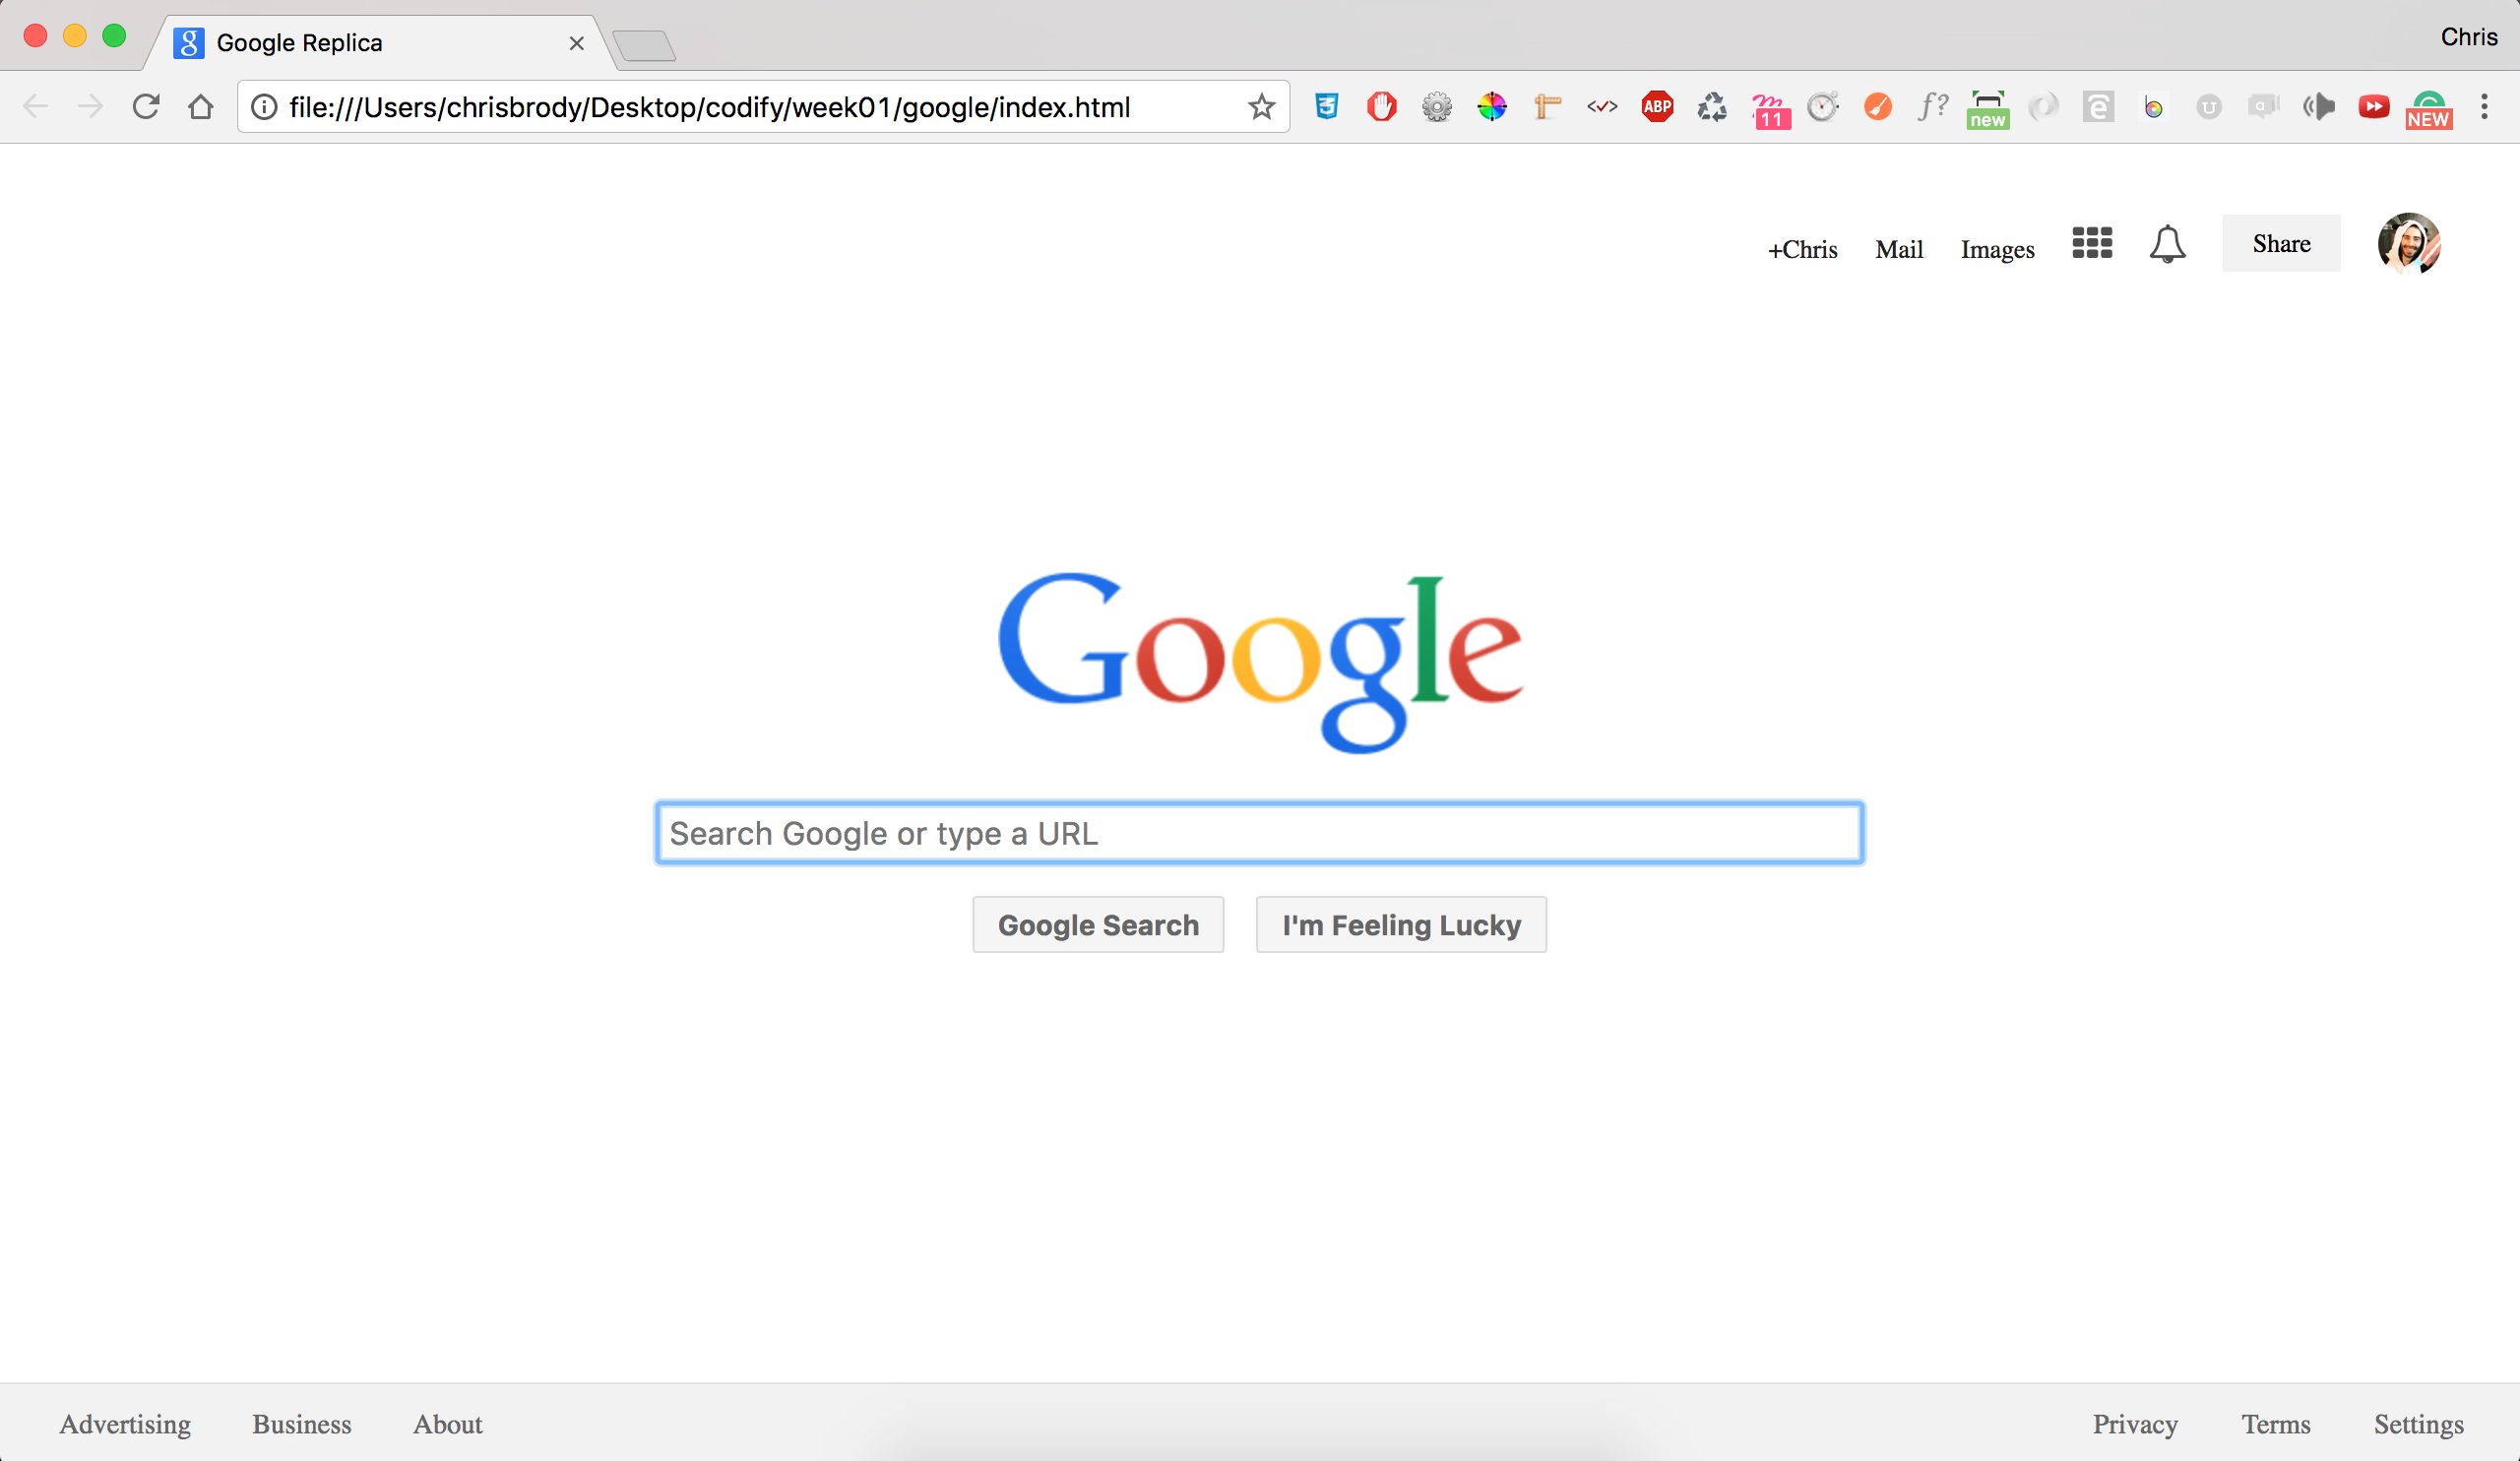 Google Replica
Chris
file:///Users/chrisbrody/Desktop/codify/week01/google/index.html
ABP
11
f?
new
NEW
+Chris Mail Images Share
Google
Search Google or type a URL
Google Search I'm Feeling Lucky
Advertising Business About Privacy Terms Settings